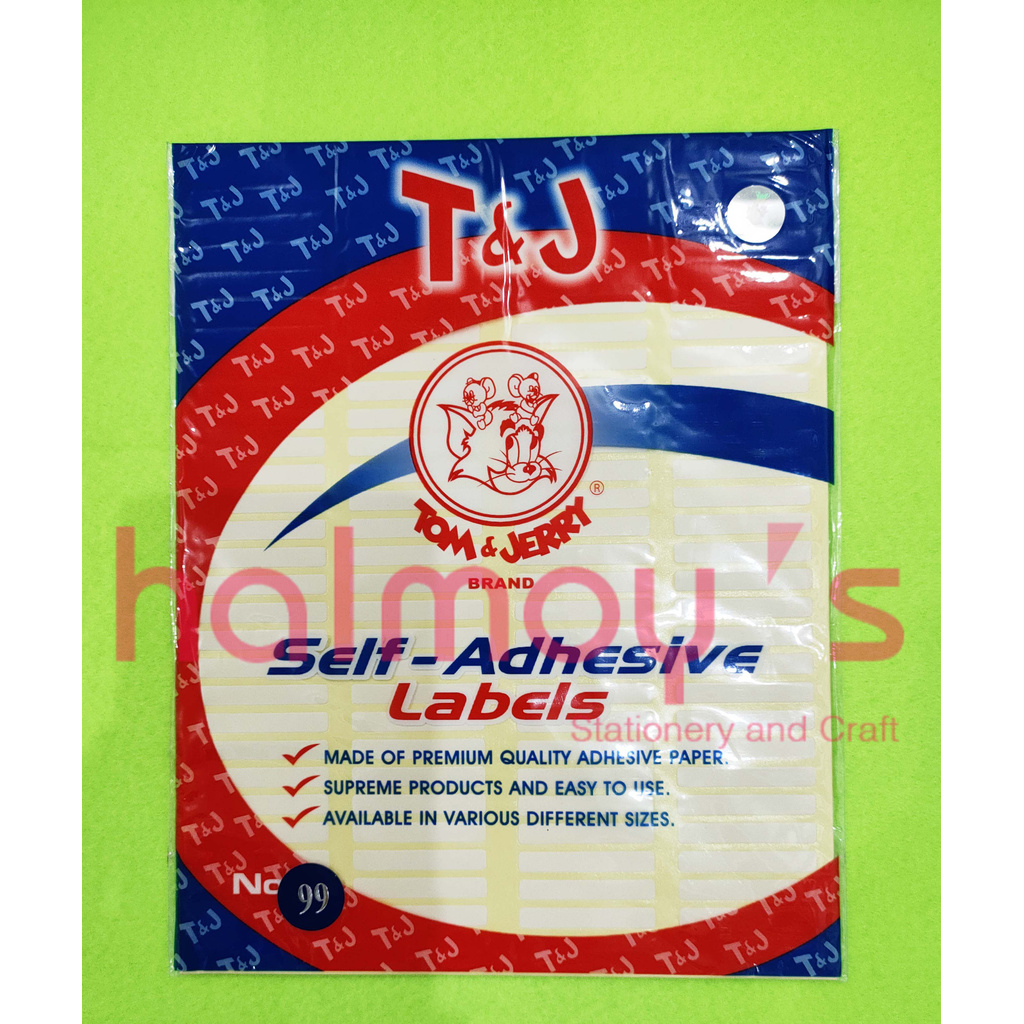 T&J
TOM & JERRY
®
BRAND
halmoy's
Self-Adhesive
Labels
Stationery and Craft
MADE OF PREMIUM QUALITY ADHESIVE PAPER.
SUPREME PRODUCTS AND EASY TO USE.
AVAILABLE IN VARIOUS DIFFERENT SIZES.
No 99